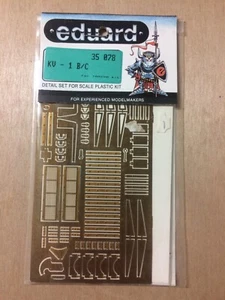 eduard
35 078
KV - 1 B/C
DETAIL SET FOR SCALE PLASTIC KIT
FOR EXPERIENCED MODELMAKERS